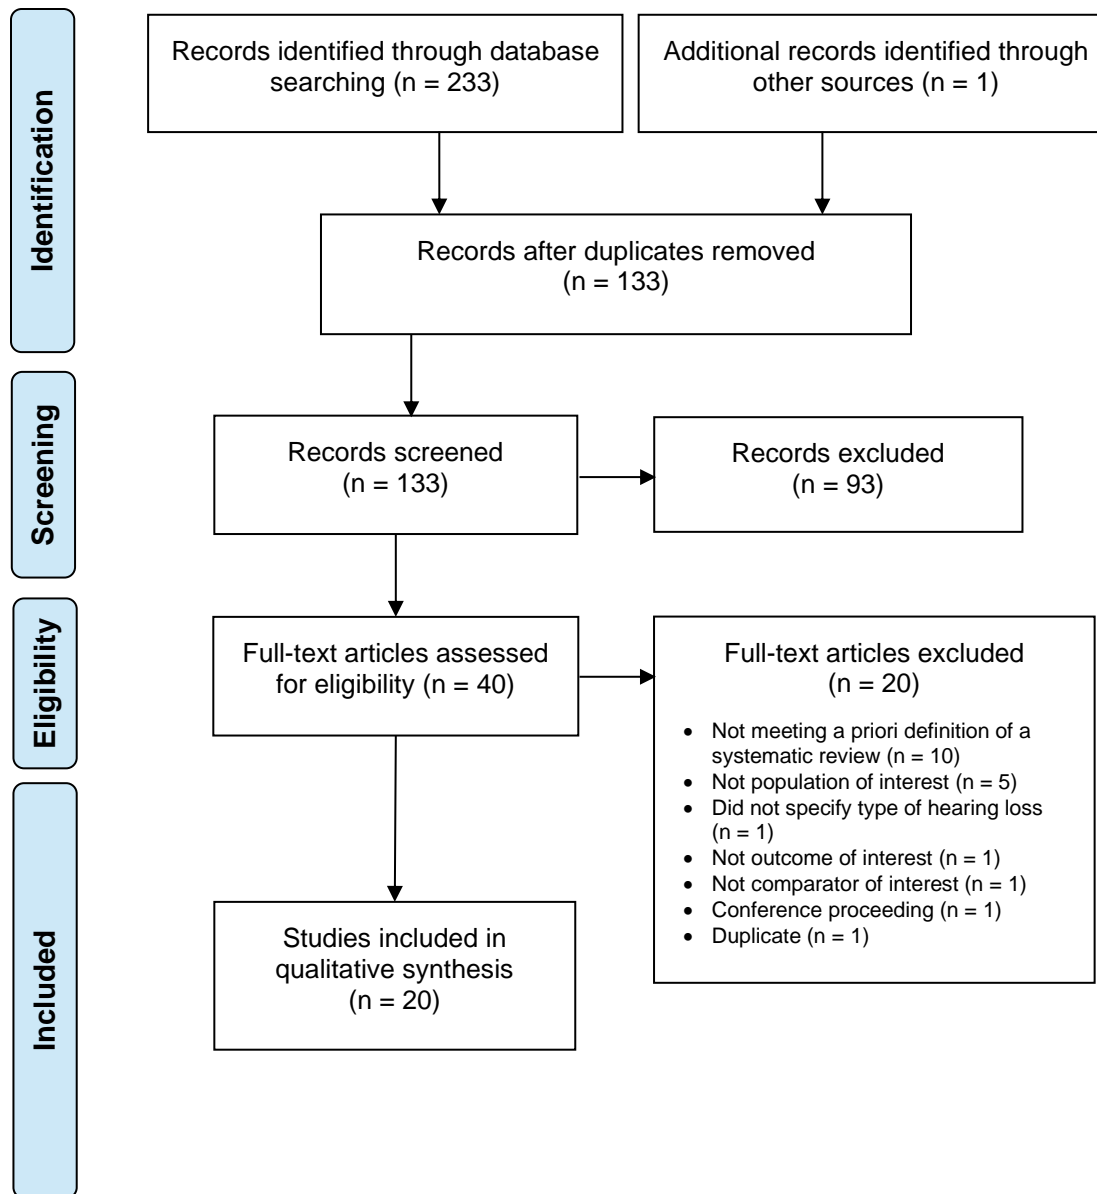 Identification
Records identified through database
searching (n = 233)
Additional records identified through
other sources (n = 1)
Records after duplicates removed
(n = 133)
Screening
Records screened
(n = 133)
Records excluded
(n = 93)
Eligibility
Full-text articles assessed
for eligibility (n = 40)
Full-text articles excluded
(n = 20)
• Not meeting a priori definition of a
systematic review (n = 10)
• Not population of interest (n = 5)
• Did not specify type of hearing loss
(n = 1)
• Not outcome of interest (n = 1)
• Not comparator of interest (n = 1)
• Conference proceeding (n = 1)
• Duplicate (n = 1)
Included
Studies included in
qualitative synthesis
(n = 20)